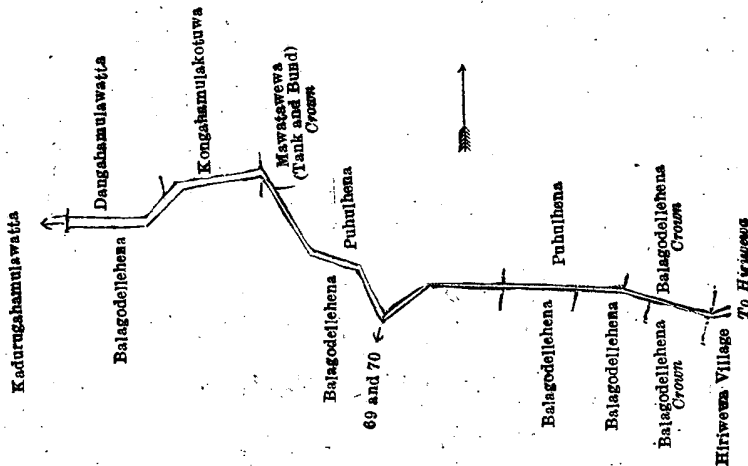 Kadurugahamulawatta
Dangahamulawatta
Balagodellehena
Kongahamulakotuwa
Mawatawewa
(Tank and Bund)
Crown
Puhulhena
Balagodellehena
69 and 70
Puhulhena
Balagodellehena
Balagodellehena
Balagodellehena
Crown
Balagodellehena
Crown
Hiriwewa Village
To Hiriwewa